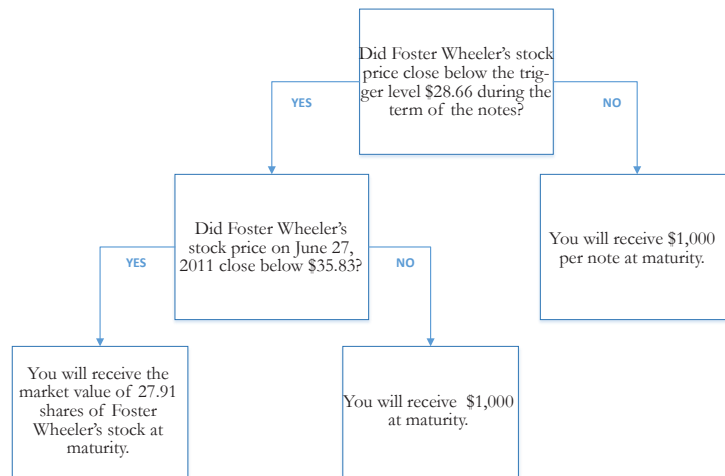 Did Foster Wheeler's stock
price close below the trig-
ger level $28.66 during the
term of the notes?
YES
NO
Did Foster Wheeler's
stock price on June 27,
2011 close below $35.83?
You will receive $1,000
per note at maturity.
YES
NO
You will receive the
market value of 27.91
shares of Foster
Wheeler's stock at
maturity.
You will receive $1,000
at maturity.